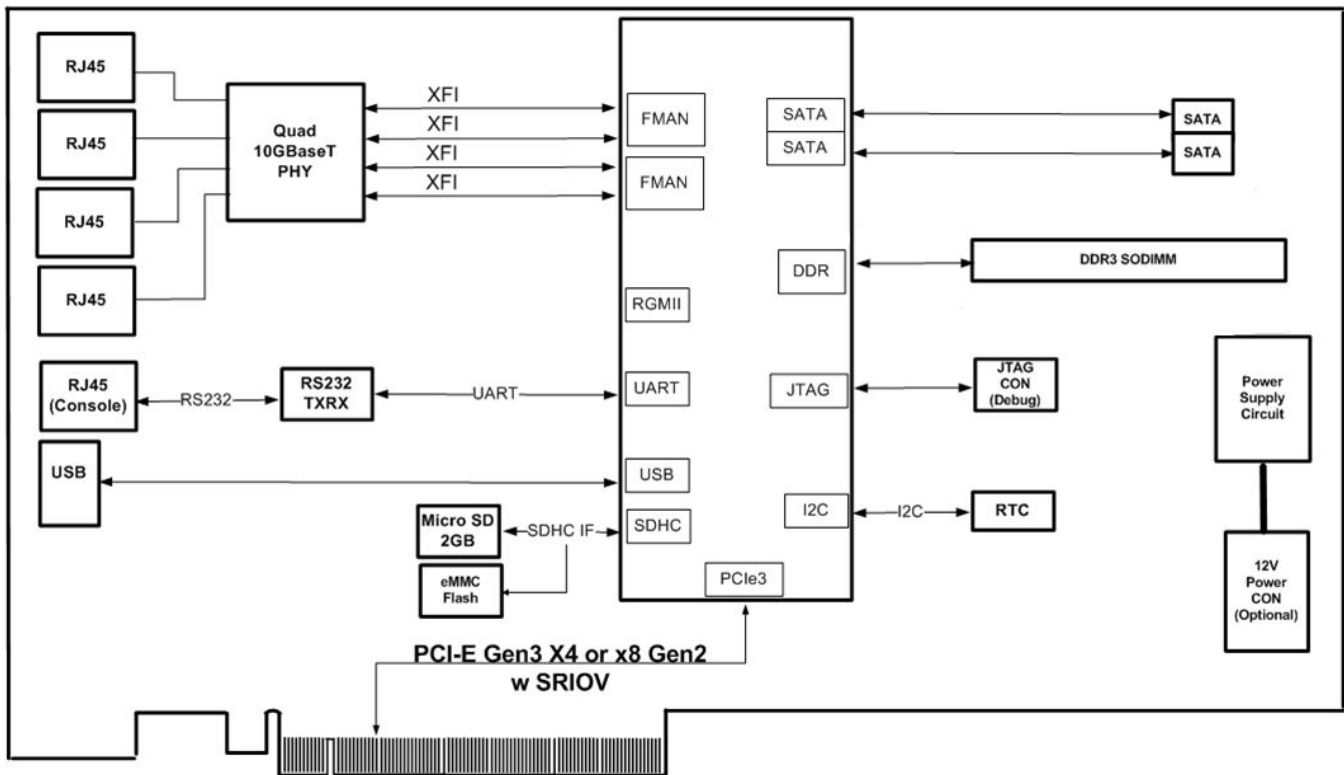 RJ45
RJ45
RJ45
RJ45
Quad
10GBaseT
PHY
XFI
XFI
XFI
XFI
FMAN
FMAN
SATA
SATA
SATA
SATA
DDR
DDR3 SODIMM
RGMII
RJ45
(Console)
RS232
RS232
TXRX
UART
UART
JTAG
JTAG
CON
(Debug)
Power
Supply
Circuit
USB
USB
Micro SD
2GB
SDHC IF
SDHC
eMMC
Flash
I2C
I2C
RTC
12V
Power
CON
(Optional)
PCIe3
PCI-E Gen3 X4 or x8 Gen2
w SRIOV